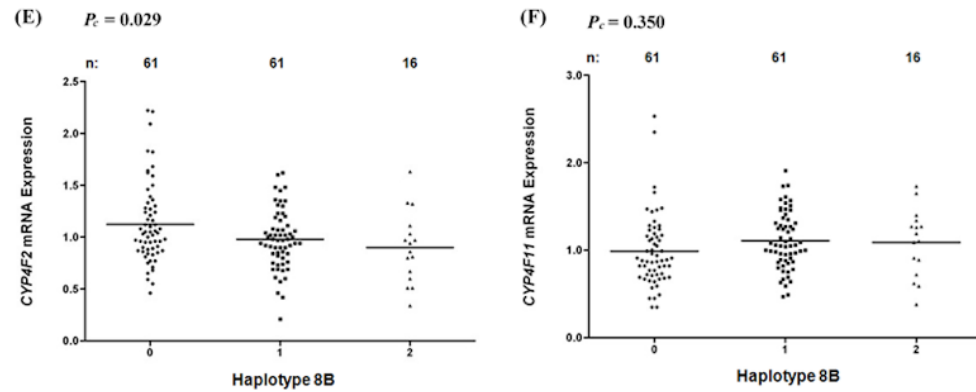 (E) Pc = 0.029
n: 61 61 16
2.5
2.0
1.5
1.0
0.5
0.0
CYP4F2 mRNA Expression
0 1 2
Haplotype 8B
(F) Pc = 0.350
n: 61 61 16
3.0
2.0
1.0
0.0
CYP4F11 mRNA Expression
0 1 2
Haplotype 8B